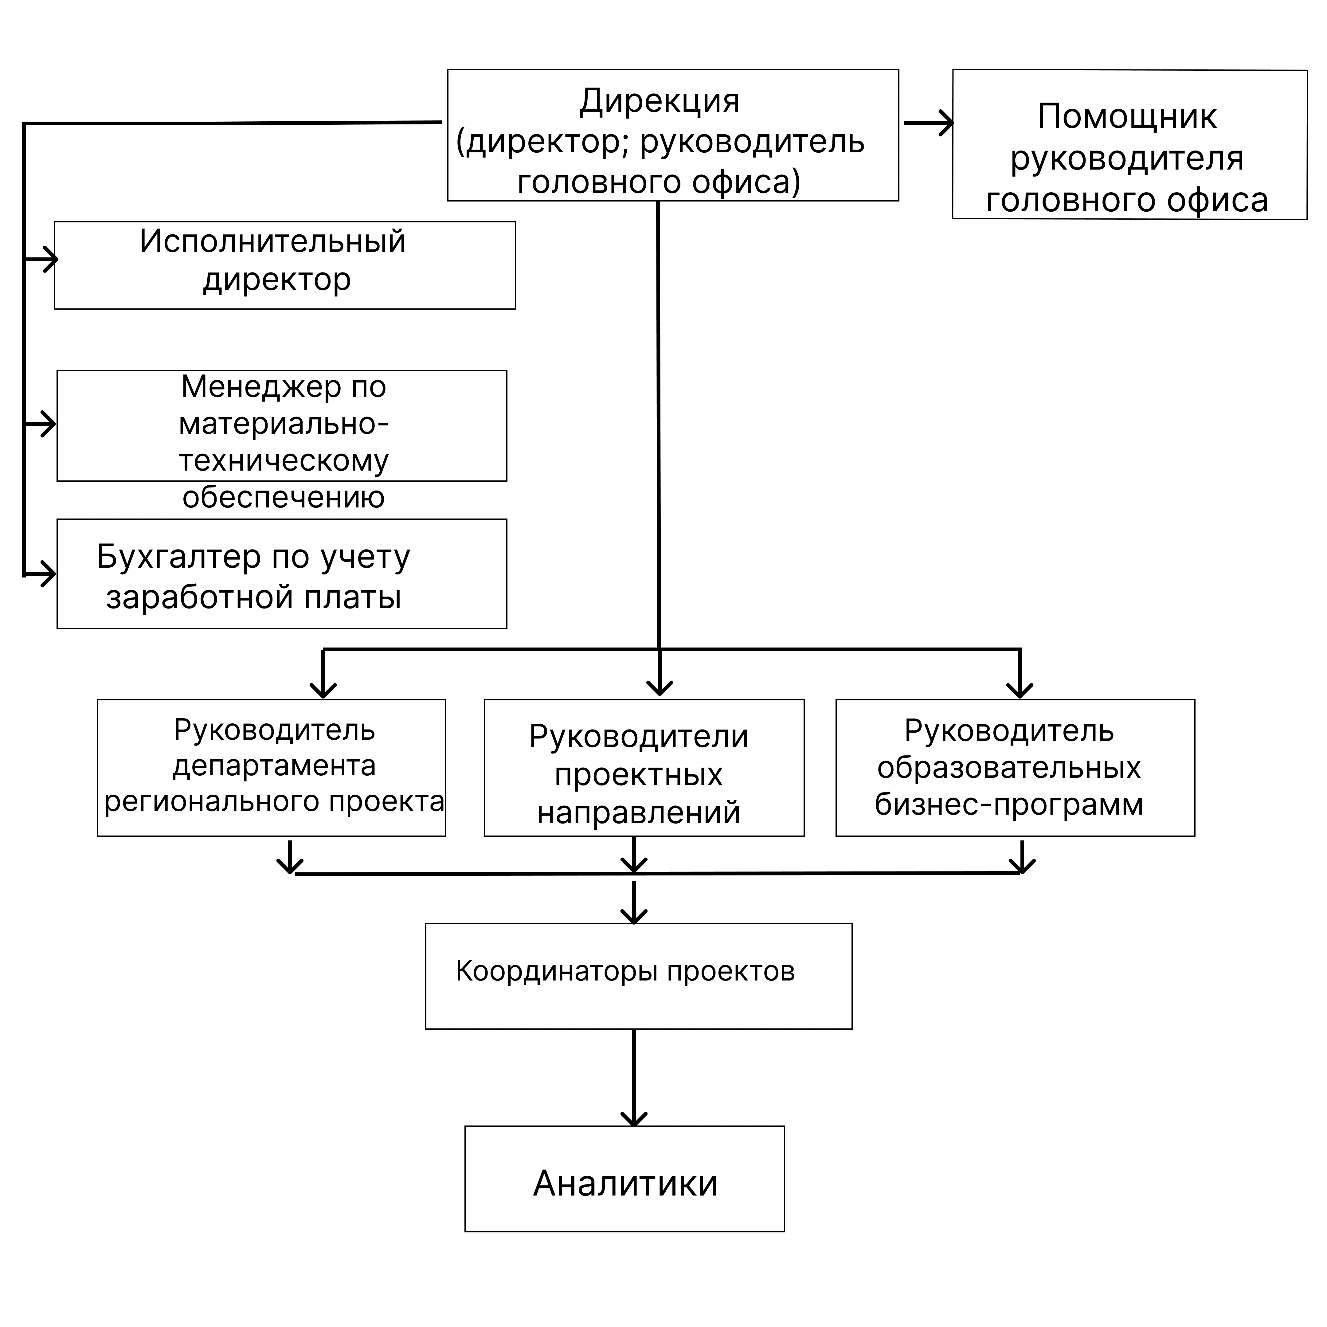 Дирекция
(директор; руководитель
головного офиса)
Помощник
руководителя
головного офиса
Исполнительный
директор
Менеджер по
материально-
техническому
обеспечению
Бухгалтер по учету
заработной платы
Руководитель
департамента
регионального проекта
Руководители
проектных
направлений
Руководитель
образовательных
бизнес-программ
Координаторы проектов
Аналитики